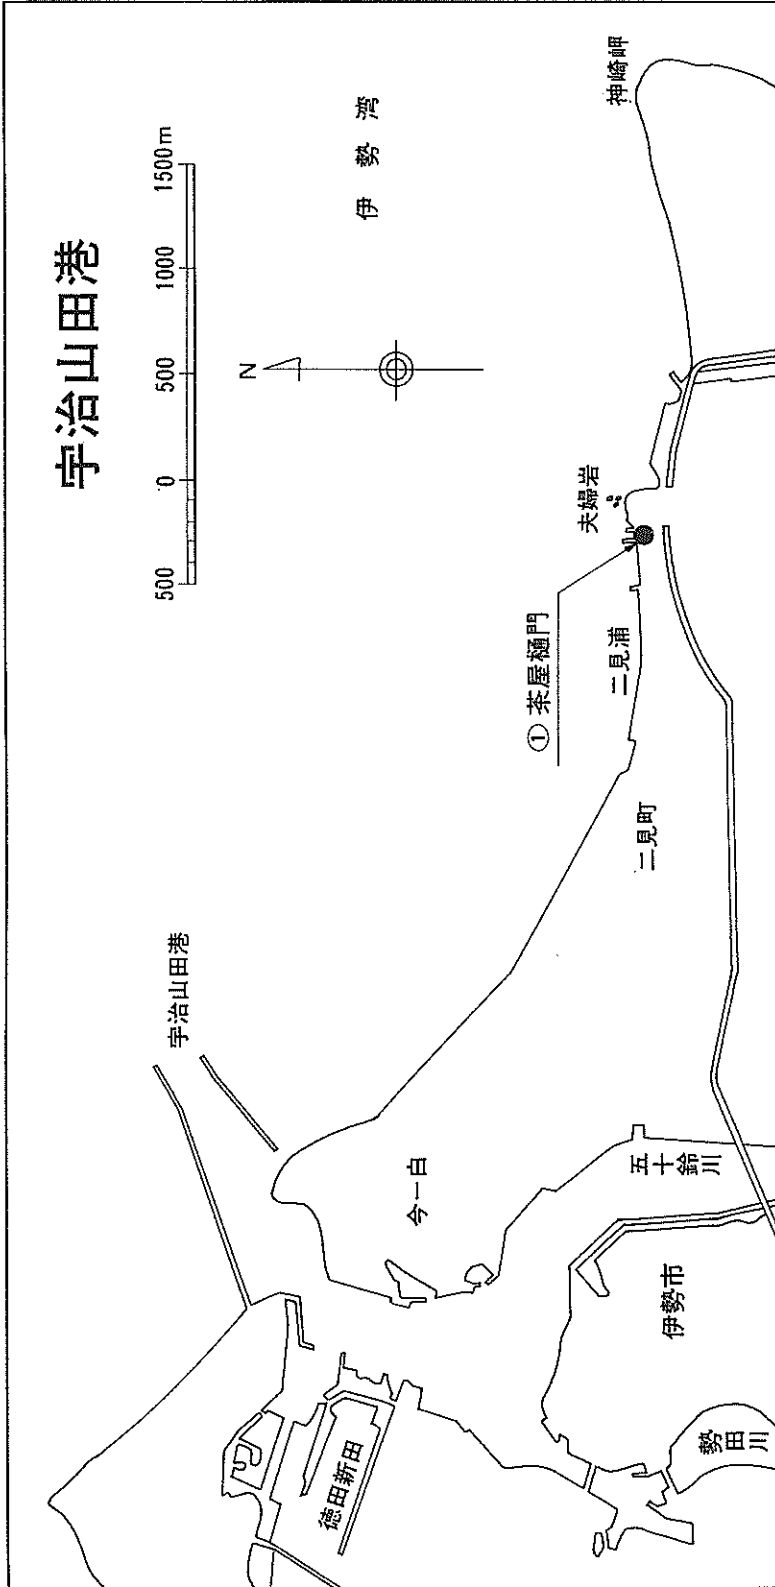 宇治山田港
500 0 500 1000 1500m
N
伊勢湾
神崎岬
夫婦岩
① 茶屋樋門
二見浦
二見町
宇治山田港
今一色
五十鈴川
伊勢市
勢田川
徳田新田